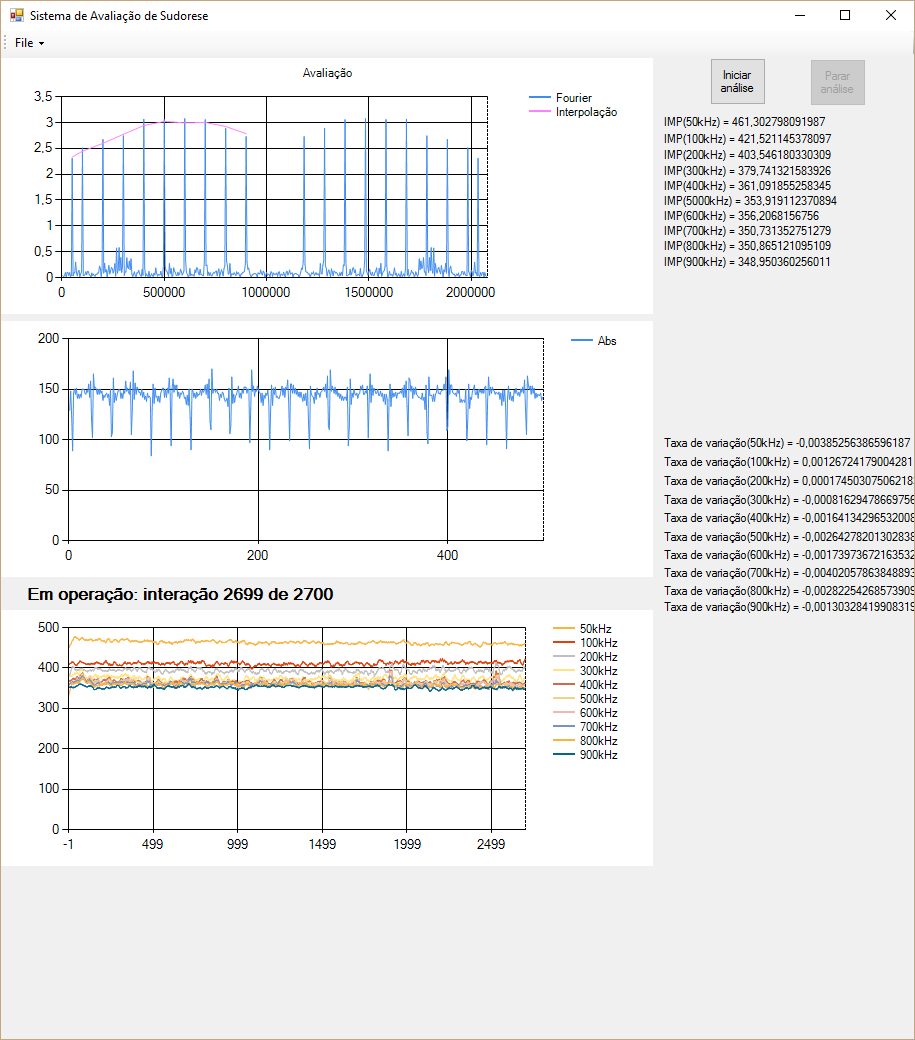 Sistema de Avaliação de Sudorese
File
Avaliação
3,5
3
2,5
2
1,5
1
0,5
0
0 500000 1000000 1500000 2000000
Fourier
Interpolação
Iniciar
análise
Parar
análise
IMP(50kHz) = 461,302798091987
IMP(100kHz) = 421,521145378097
IMP(200kHz) = 403,546180330309
IMP(300kHz) = 379,741321583926
IMP(400kHz) = 361,091855258345
IMP(5000kHz) = 353,919112370894
IMP(600kHz) = 356,2068156756
IMP(700kHz) = 350,731352751279
IMP(800kHz) = 350,865121095109
IMP(900kHz) = 348,950360256011
200
150
100
50
0
0 200 400
Abs
Taxa de variação(50kHz) = -0,00385256386596187
Taxa de variação(100kHz) = 0,00126724179004281
Taxa de variação(200kHz) = 0,000174503075062185
Taxa de variação(300kHz) = -0,00081629478669756
Taxa de variação(400kHz) = -0,00164134296532008
Taxa de variação(500kHz) = -0,00264278201302838
Taxa de variação(600kHz) = -0,00173973672163532
Taxa de variação(700kHz) = -0,00402057863848893
Taxa de variação(800kHz) = -0,00282254268573909
Taxa de variação(900kHz) = -0,00130328419908319
Em operação: interação 2699 de 2700
500
400
300
200
100
0
-1 499 999 1499 1999 2499
50kHz
100kHz
200kHz
300kHz
400kHz
500kHz
600kHz
700kHz
800kHz
900kHz